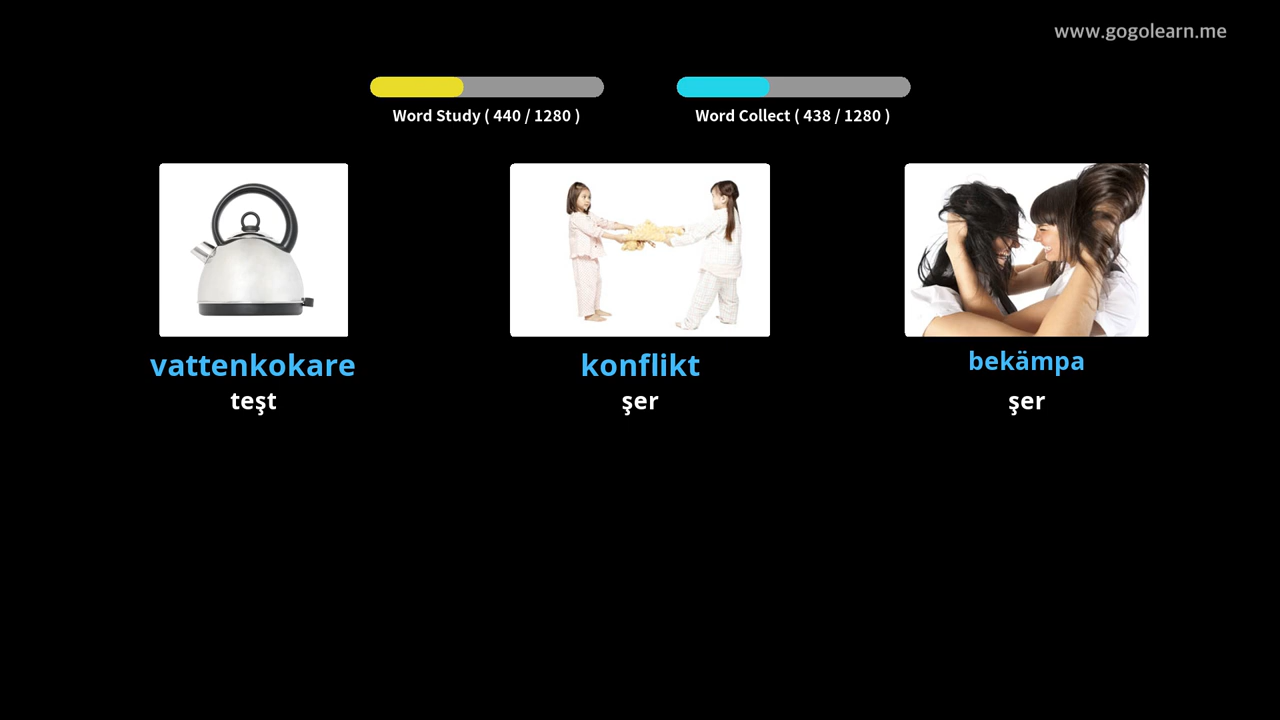 www.gogolearn.me
Word Study ( 440 / 1280 )
Word Collect ( 438 / 1280 )
vattenkokare
konflikt
bekämpa
teşt
şer
şer